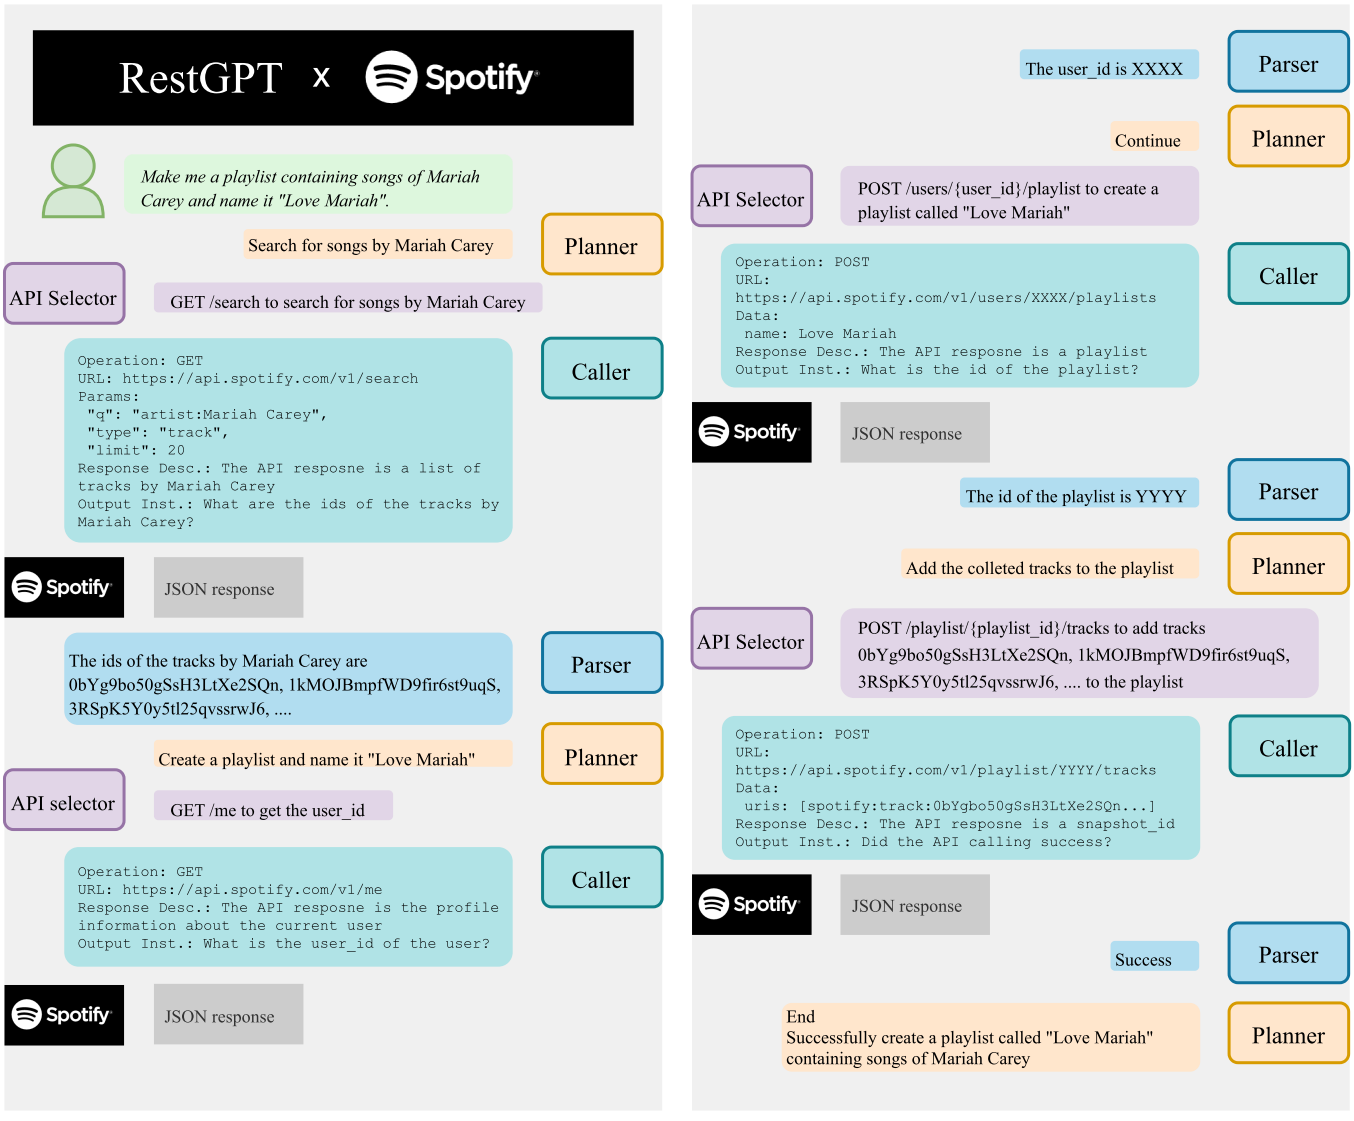 RestGPT x Spotify
Make me a playlist containing songs of Mariah
Carey and name it "Love Mariah".
Search for songs by Mariah Carey
Planner
API Selector
GET /search to search for songs by Mariah Carey
Operation: GET
URL: https://api.spotify.com/v1/search
Params:
"q": "artist:Mariah Carey",
"type": "track",
"limit": 20
Response Desc.: The API resposne is a list of
tracks by Mariah Carey
Output Inst.: What are the ids of the tracks by
Mariah Carey?
Caller
Spotify
JSON response
The ids of the tracks by Mariah Carey are
0bYg9bo50gSsH3LtXe2SQn, 1kMOJBmpfWD9fir6st9uqS,
3RSpK5Y0y5tl25qvssrwJ6, ....
Parser
Create a playlist and name it "Love Mariah"
Planner
API selector
GET /me to get the user_id
Operation: GET
URL: https://api.spotify.com/v1/me
Response Desc.: The API resposne is the profile
information about the current user
Output Inst.: What is the user_id of the user?
Caller
Spotify
JSON response
The user_id is XXXX
Parser
Continue
Planner
API Selector
POST /users/{user_id}/playlist to create a
playlist called "Love Mariah"
Operation: POST
URL:
https://api.spotify.com/v1/users/XXXX/playlists
Data:
name: Love Mariah
Response Desc.: The API resposne is a playlist
Output Inst.: What is the id of the playlist?
Caller
Spotify
JSON response
The id of the playlist is YYYY
Parser
Add the colleted tracks to the playlist
Planner
API Selector
POST /playlist/{playlist_id}/tracks to add tracks
0bYg9bo50gSsH3LtXe2SQn, 1kMOJBmpfWD9fir6st9uqS,
3RSpK5Y0y5tl25qvssrwJ6, .... to the playlist
Operation: POST
URL:
https://api.spotify.com/v1/playlist/YYYY/tracks
Data:
uris: [spotify:track:0bYgbo50gSsH3LtXe2SQn...]
Response Desc.: The API resposne is a snapshot_id
Output Inst.: Did the API calling success?
Caller
Spotify
JSON response
Success
Parser
End
Successfully create a playlist called "Love Mariah"
containing songs of Mariah Carey
Planner